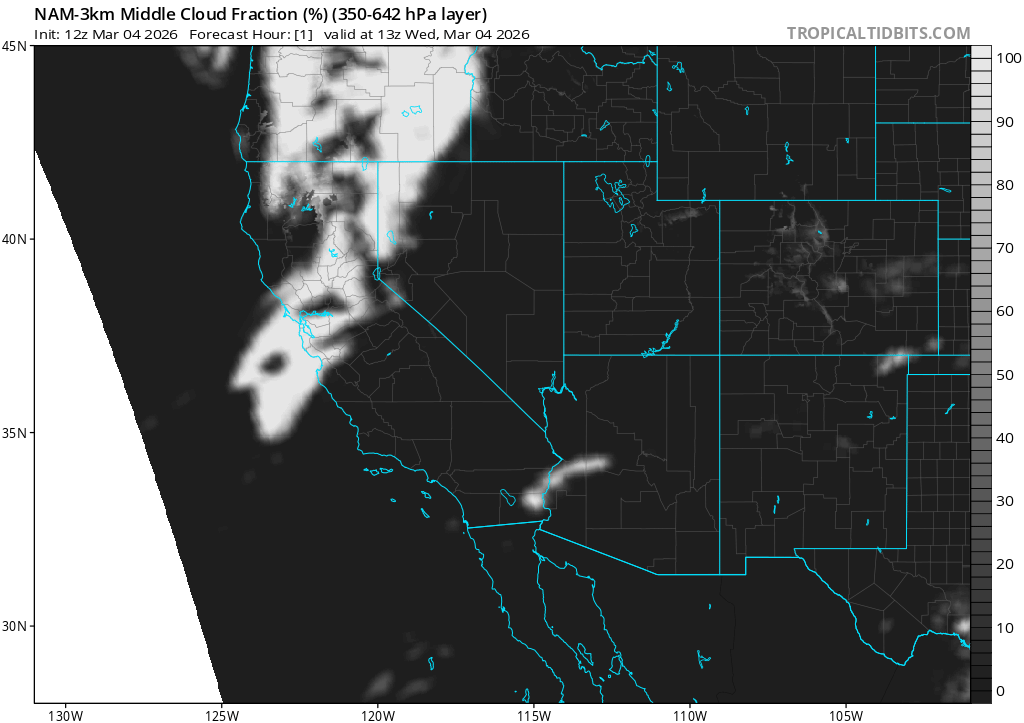 NAM-3km Middle Cloud Fraction (%) (350-642 hPa layer)
Init: 12z Mar 04 2026   Forecast Hour: [1]   valid at 13z Wed, Mar 04 2026
TROPICALTIDBITS.COM
45N
40N
35N
30N
130W
125W
120W
115W
110W
105W
100
90
80
70
60
50
40
30
20
10
0